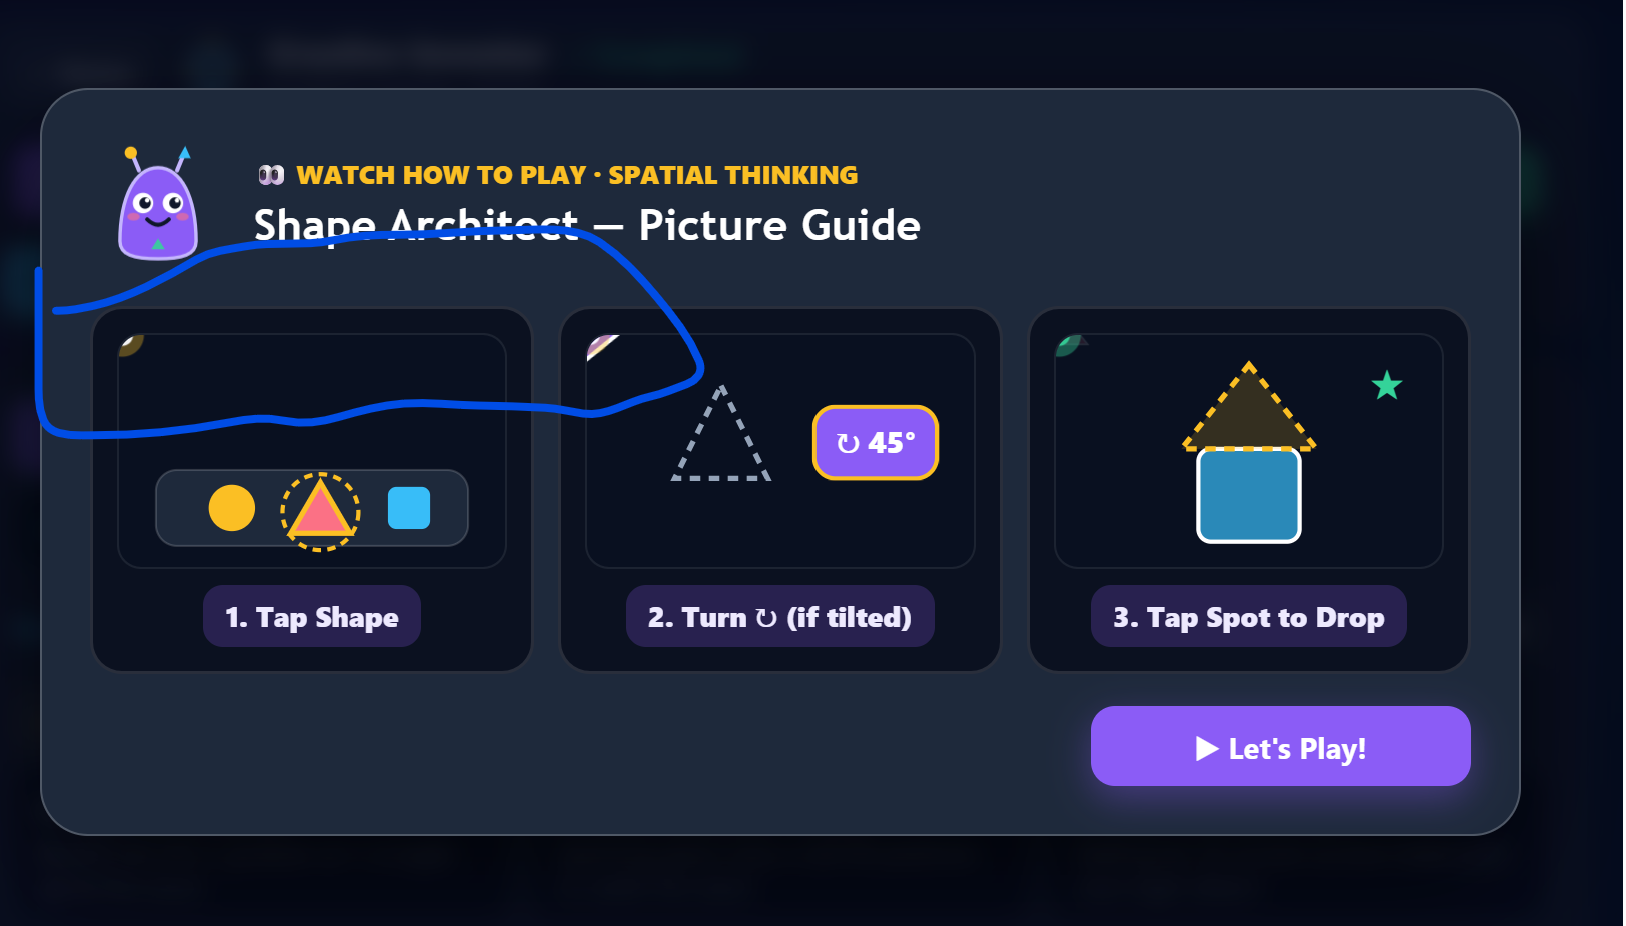 👀 WATCH HOW TO PLAY · SPATIAL THINKING
Shape Architect — Picture Guide
↻ 45°
1. Tap Shape
2. Turn ↻ (if tilted)
3. Tap Spot to Drop
▶ Let's Play!